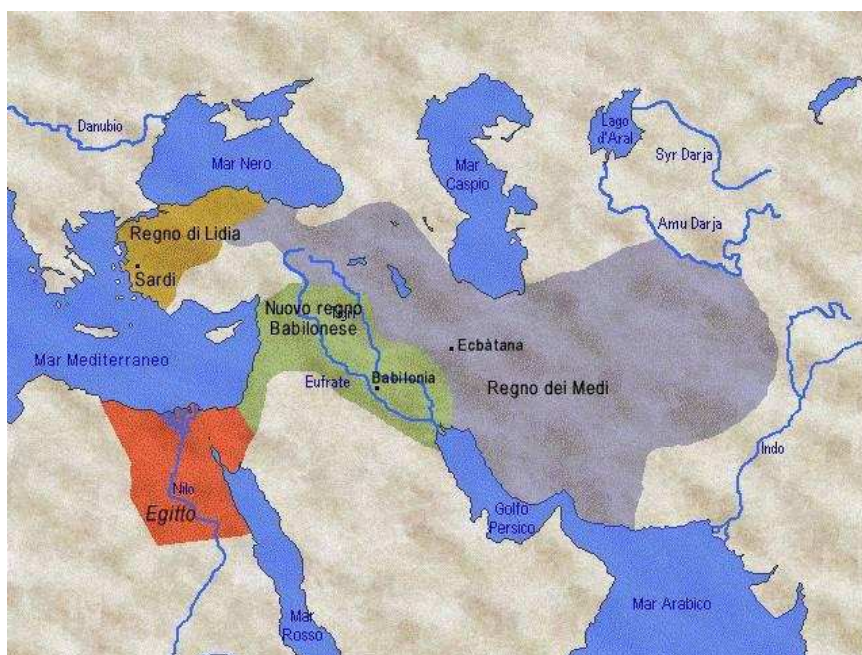 Danubio
Mar Nero
Mar
Caspio
Lago
d'Aral
Syr Darja
Amu Darja
Regno di Lidia
Sardi
Nuovo regno
Tigri
Babilonese
Ecbàtana
Mar Mediterraneo
Eufrate
Babilonia
Regno dei Medi
Indo
Nilo
Egitto
Golfo
Persico
Mar
Rosso
Mar Arabico